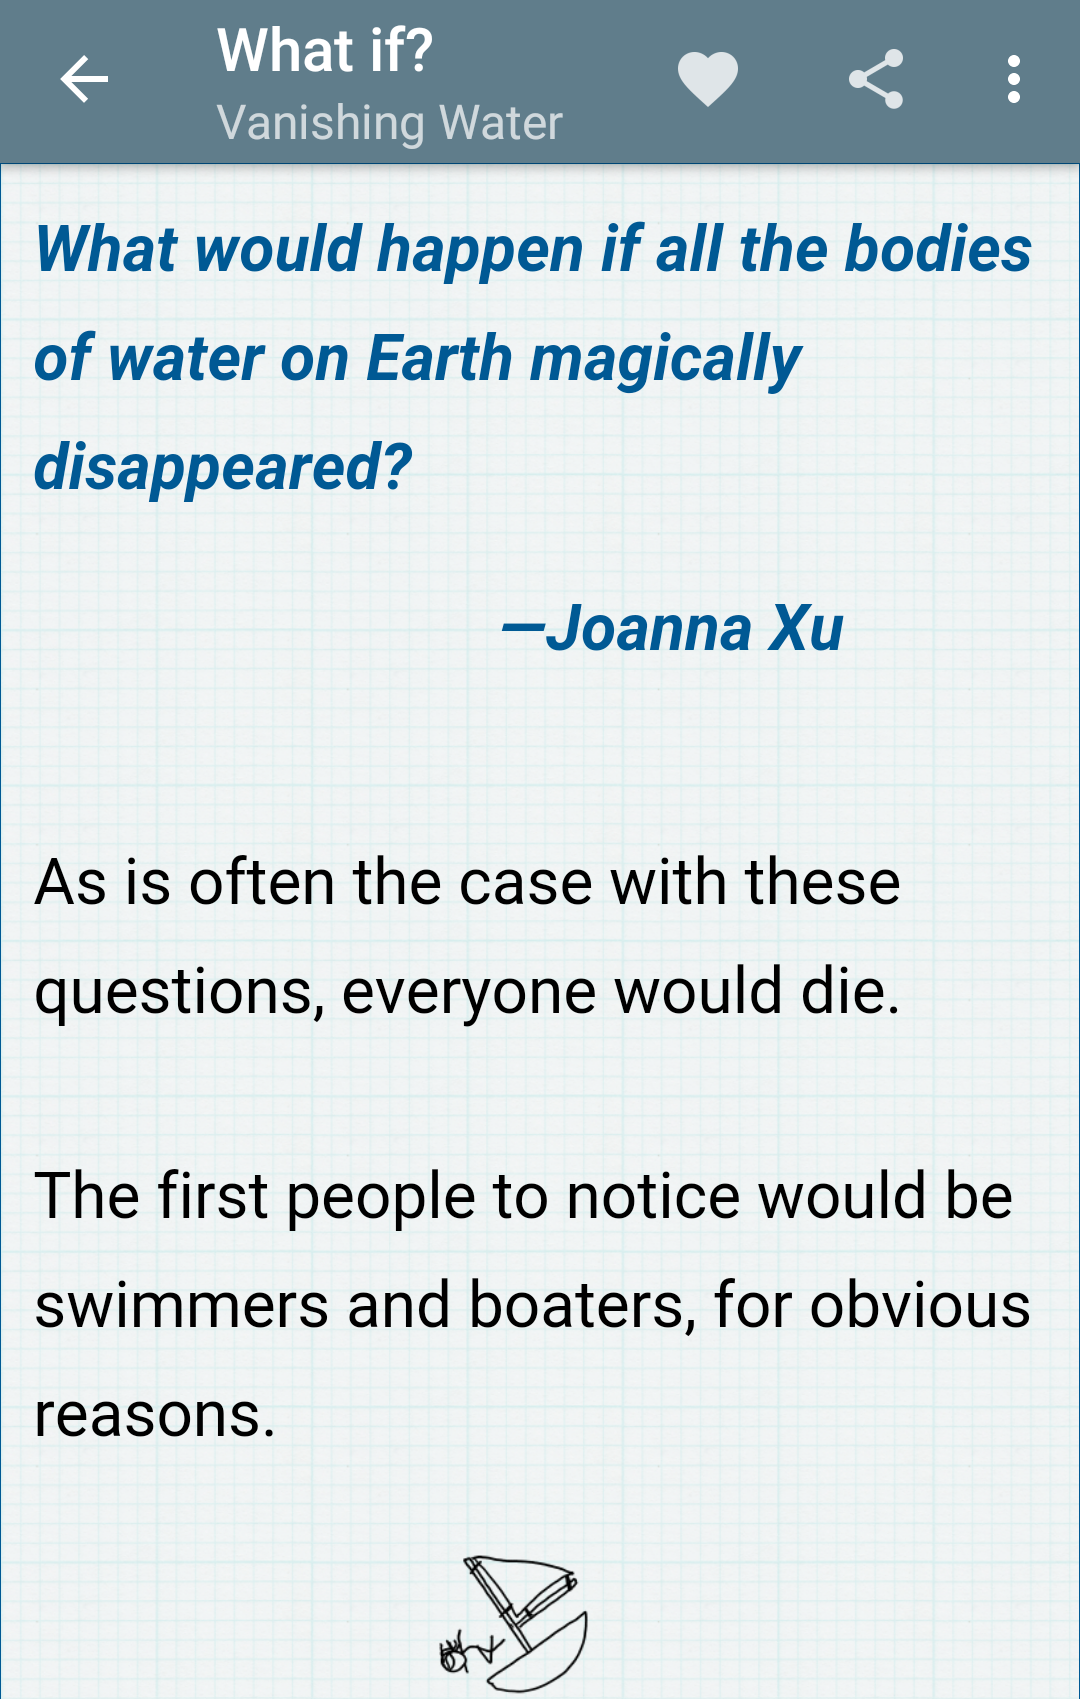 What if?
Vanishing Water
What would happen if all the bodies
of water on Earth magically
disappeared?
—Joanna Xu
As is often the case with these
questions, everyone would die.
The first people to notice would be
swimmers and boaters, for obvious
reasons.